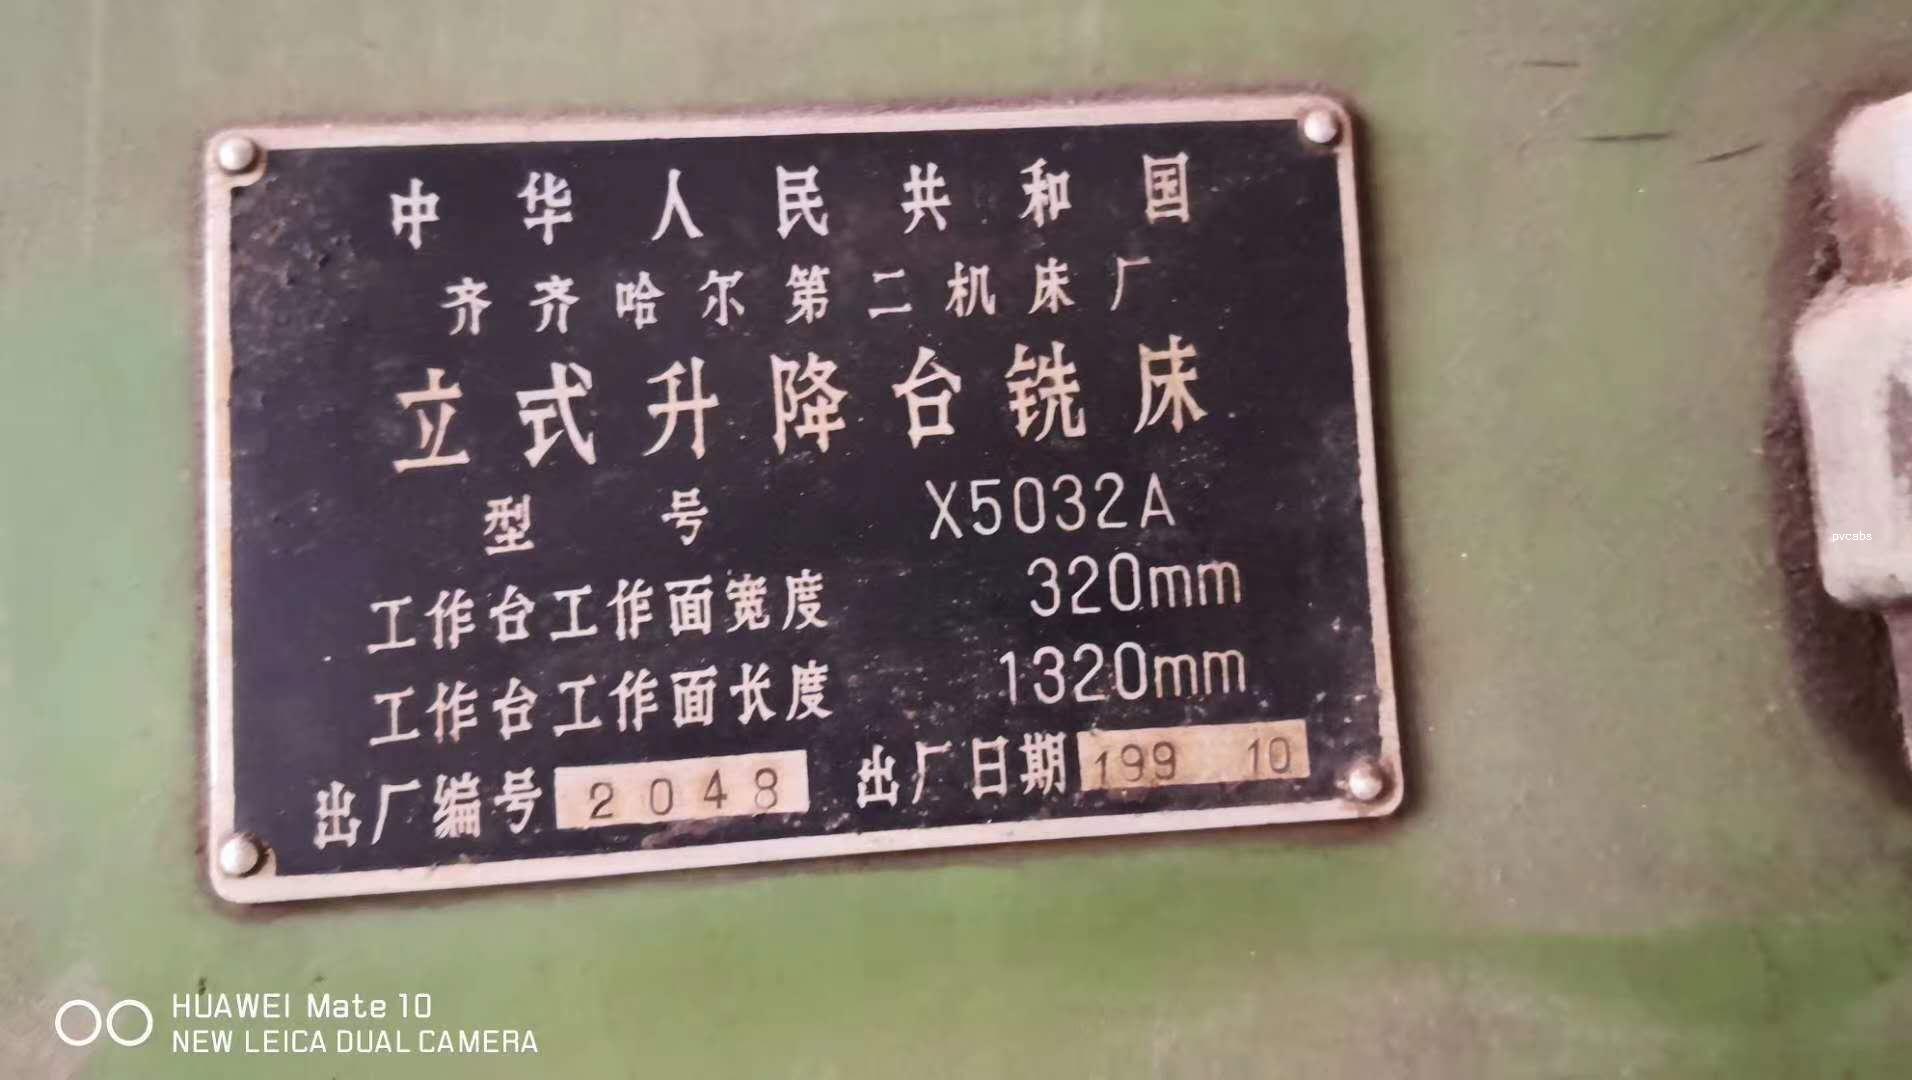 中华人民共和国
齐齐哈尔第二机床厂
立式升降台铣床
型号 X5032A
工作台工作面宽度 320mm
工作台工作面长度 1320mm
出厂编号 2048 出厂日期 199 10
pvcabs
HUAWEI Mate 10
NEW LEICA DUAL CAMERA